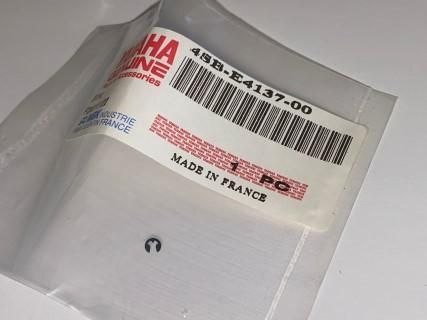 YAMAHA
GENUINE
Accessories
4SB-E4137-00
INDUSTRIE
FRANCE
1 PC
MADE IN FRANCE